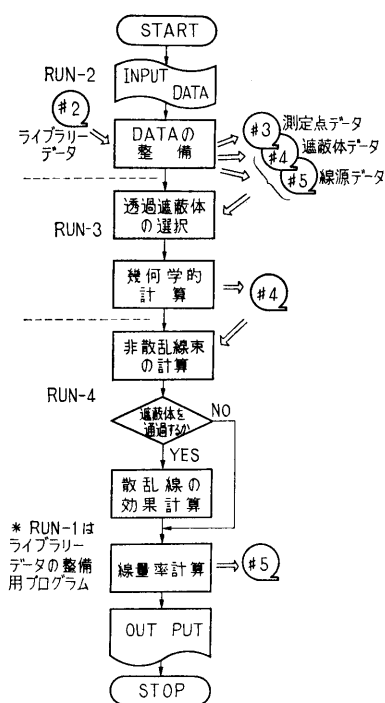 START
RUN-2
INPUT
DATA
#2
ライブラリー
データ
DATAの
整備
#3
測定点データ
#4
遮蔽体データ
#5
線源データ
透過遮蔽体
の選択
RUN-3
幾何学的
計算
#4
非散乱線束
の計算
RUN-4
遮蔽体を
通過するか
NO
YES
散乱線の
効果計算
* RUN-1は
ライブラリー
データの整備
用プログラム
線量率計算
#5
OUT PUT
STOP